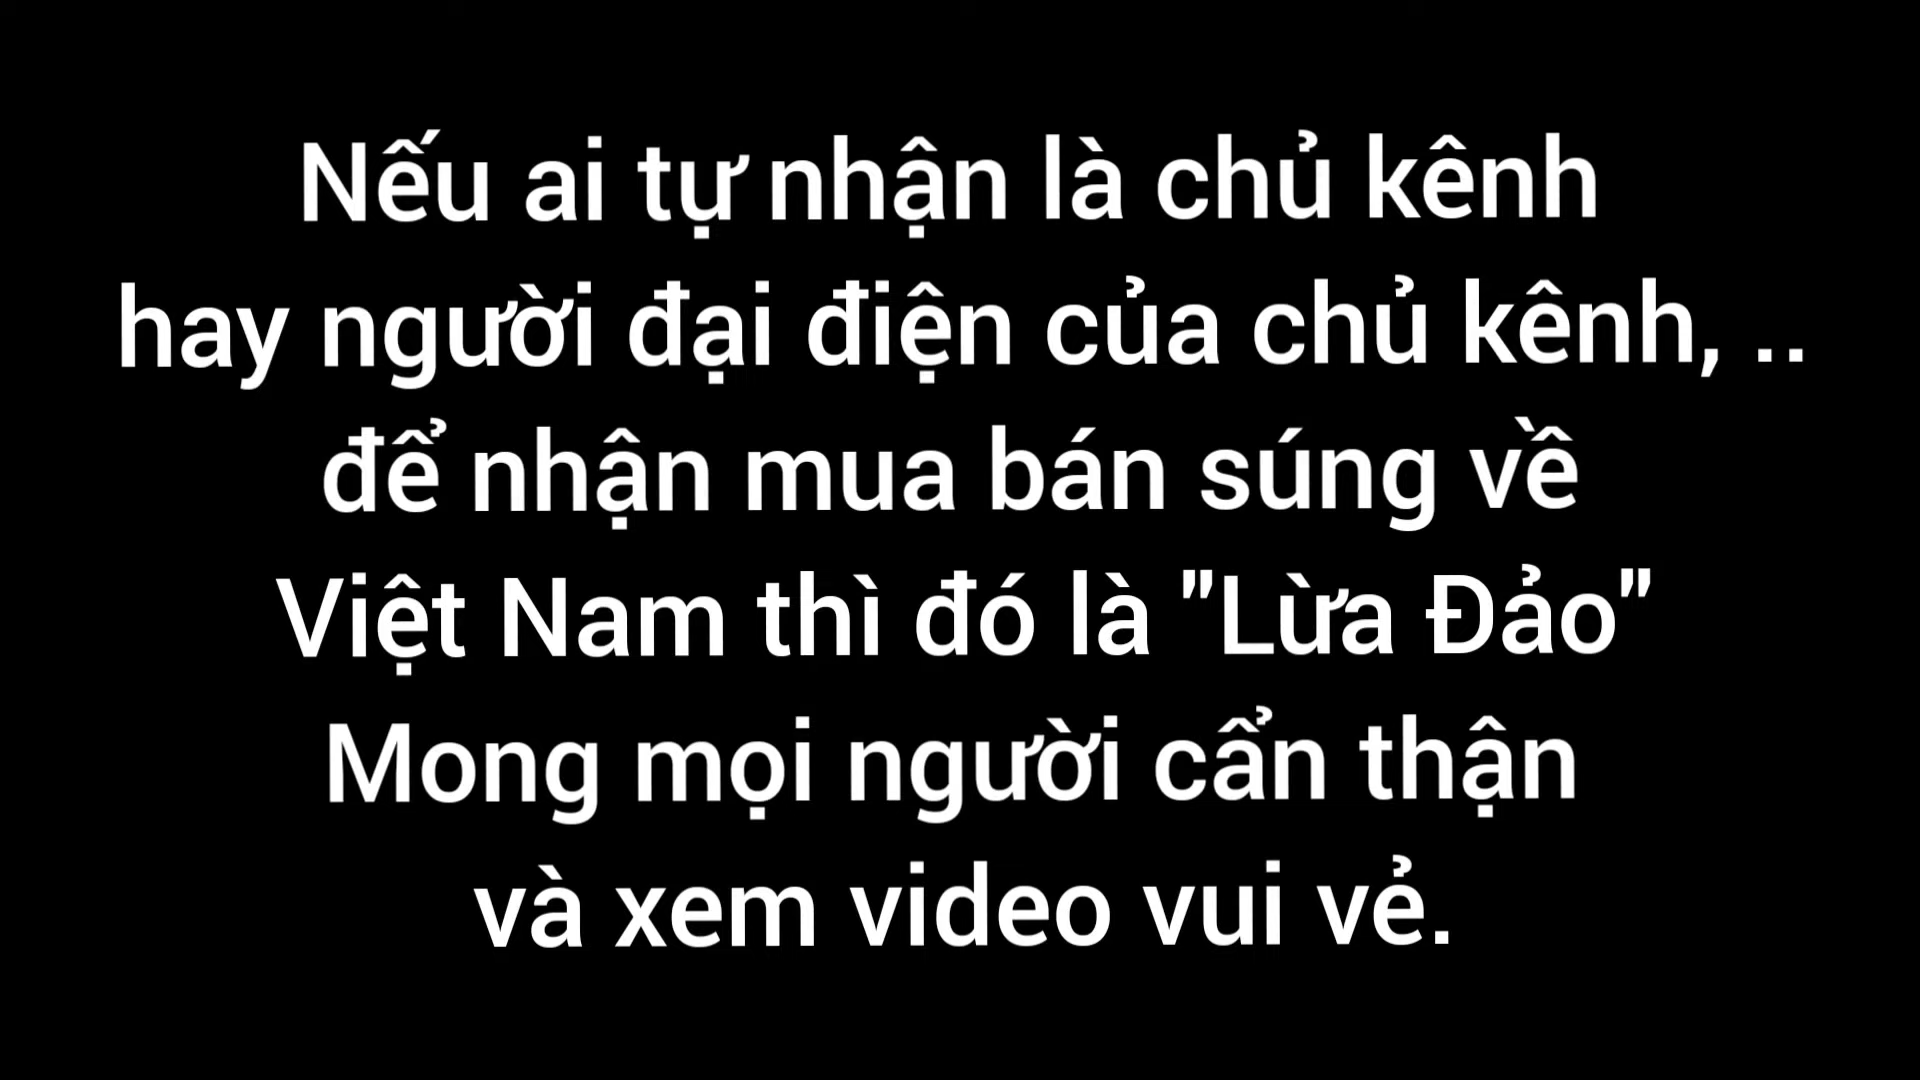 Nếu ai tự nhận là chủ kênh
hay người đại điện của chủ kênh, ..
để nhận mua bán súng về
Việt Nam thì đó là "Lừa Đảo"
Mong mọi người cẩn thận
và xem video vui vẻ.